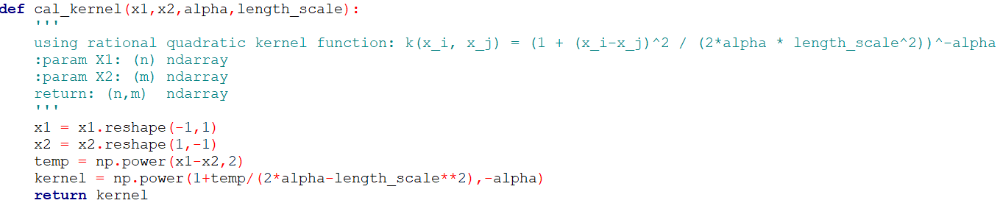 def cal_kernel(x1,x2,alpha,length_scale):
    '''
    using rational quadratic kernel function: k(x_i, x_j) = (1 + (x_i-x_j)^2 / (2*alpha * length_scale^2))^-alpha
    :param X1: (n) ndarray
    :param X2: (m) ndarray
    return: (n,m)  ndarray
    '''
    x1 = x1.reshape(-1,1)
    x2 = x2.reshape(1,-1)
    temp = np.power(x1-x2,2)
    kernel = np.power(1+temp/(2*alpha-length_scale**2),-alpha)
    return kernel